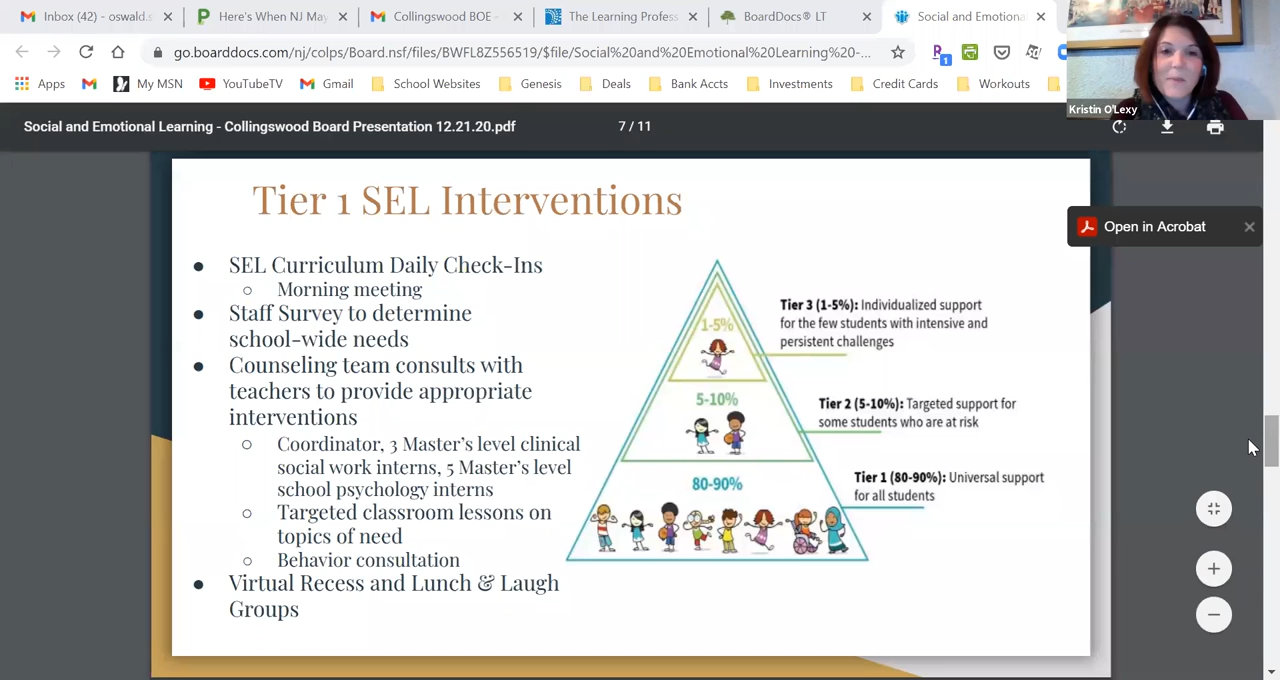 Inbox (42) - oswald.s
Here's When NJ May
Collingswood BOE -
The Learning Profess
BoardDocs® LT
Social and Emotiona
go.boarddocs.com/nj/colps/Board.nsf/files/BWFL8Z556519/$file/Social%20and%20Emotional%20Learning%20-...
1
Apps
My MSN
YouTubeTV
Gmail
School Websites
Genesis
Deals
Bank Accts
Investments
Credit Cards
Workouts
Kristin O'Lexy
Social and Emotional Learning - Collingswood Board Presentation 12.21.20.pdf
7 / 11
Open in Acrobat
Tier 1 SEL Interventions
SEL Curriculum Daily Check-Ins
Morning meeting
Staff Survey to determine
school-wide needs
Counseling team consults with
teachers to provide appropriate
interventions
Coordinator, 3 Master's level clinical
social work interns, 5 Master's level
school psychology interns
Targeted classroom lessons on
topics of need
Behavior consultation
Virtual Recess and Lunch & Laugh
Groups
1-5%
Tier 3 (1-5%): Individualized support
for the few students with intensive and
persistent challenges
5-10%
Tier 2 (5-10%): Targeted support for
some students who are at risk
80-90%
Tier 1 (80-90%): Universal support
for all students